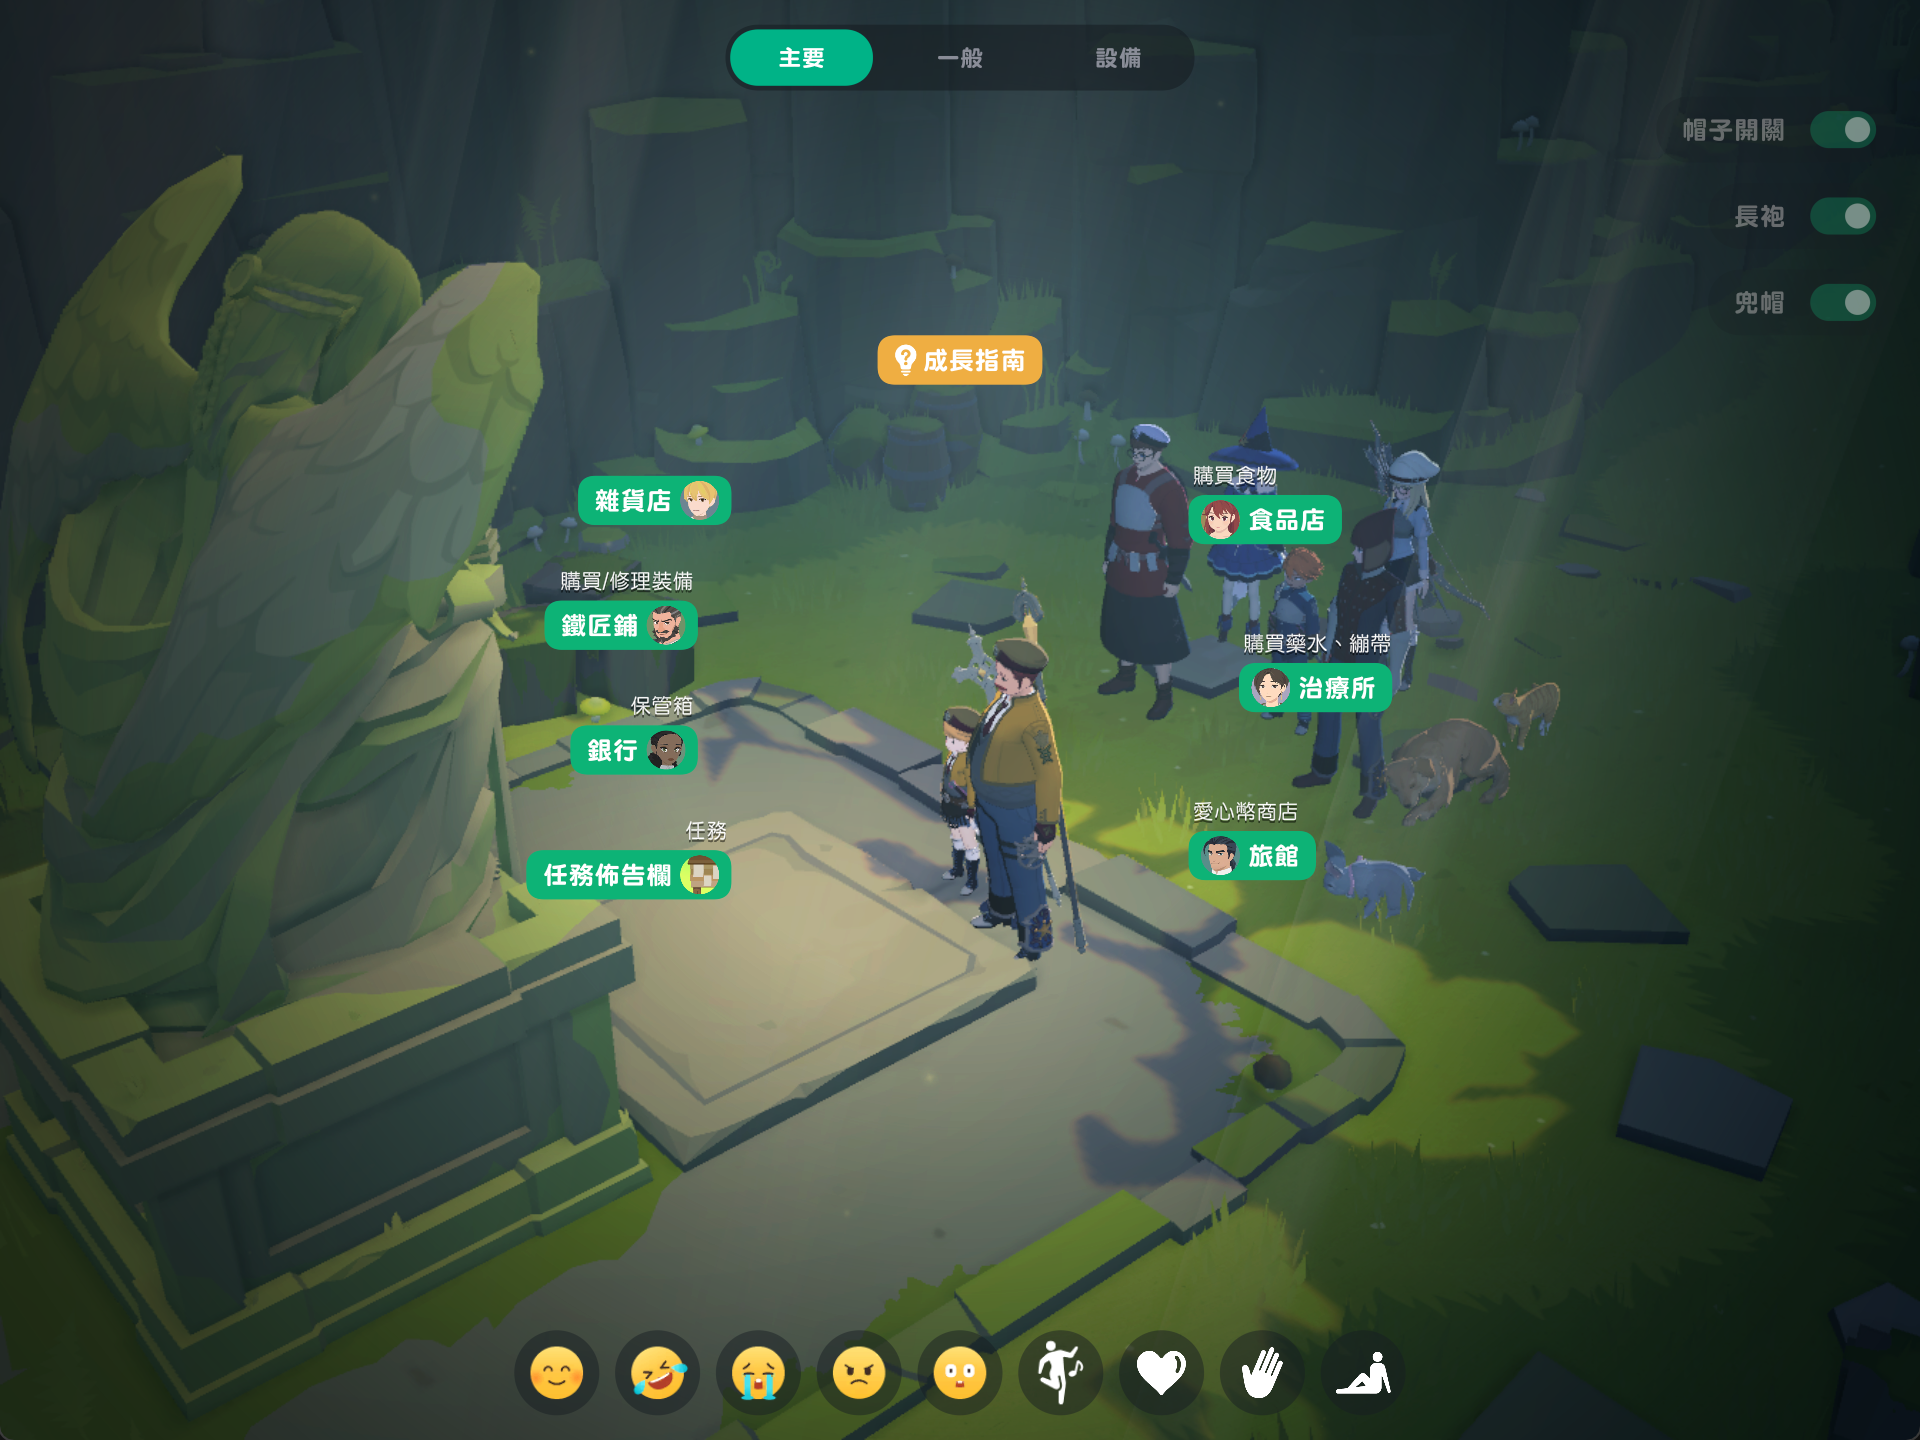 主要
一般
設備
帽子開關
長袍
兜帽
成長指南
雜貨店
購買/修理裝備
鐵匠鋪
保管箱
銀行
任務
任務佈告欄
購買食物
食品店
購買藥水、繃帶
治療所
愛心幣商店
旅館